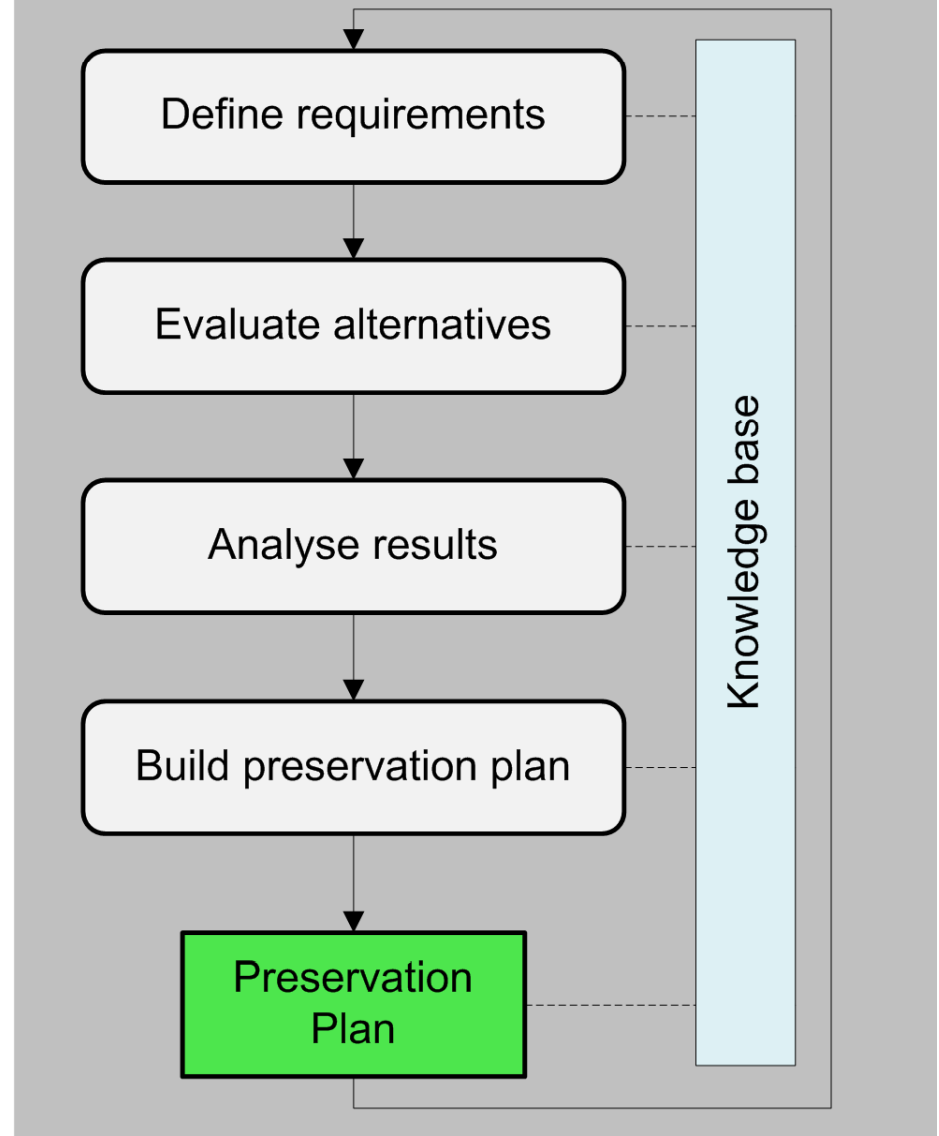 Define requirements
Evaluate alternatives
Analyse results
Build preservation plan
Preservation
Plan
Knowledge base